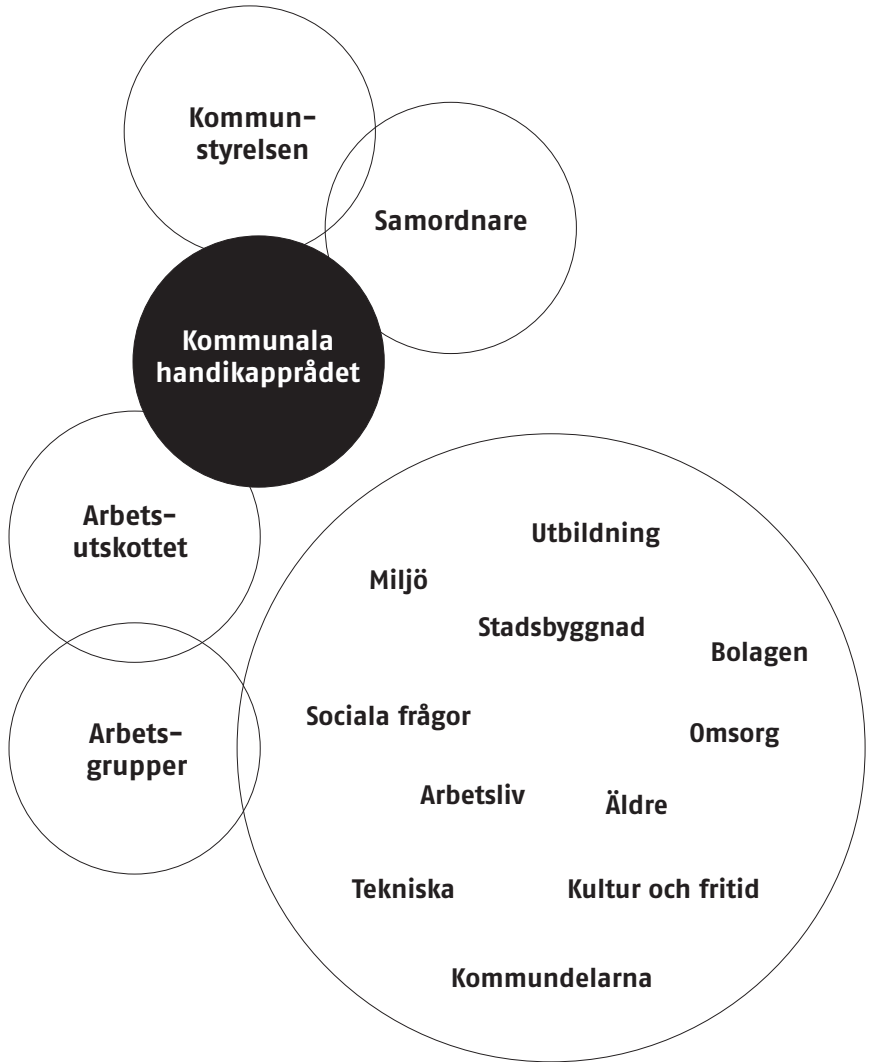 Kommun-
styrelsen
Samordnare
Kommunala
handikapprådet
Arbets-
utskottet
Utbildning
Miljö
Stadsbyggnad
Bolagen
Sociala frågor
Omsorg
Arbets-
grupper
Arbetsliv
Äldre
Tekniska
Kultur och fritid
Kommundelarna